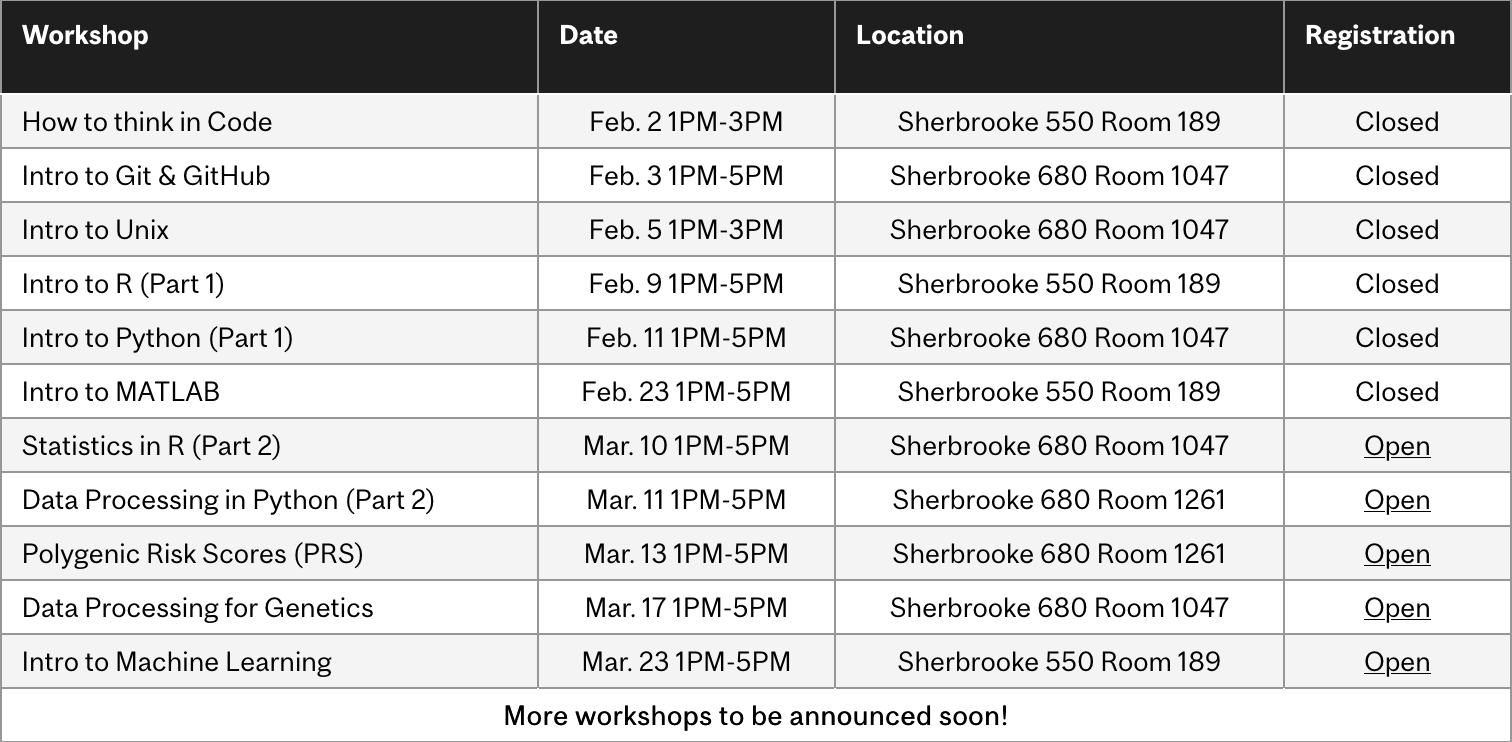 Workshop Date Location Registration
How to think in Code Feb. 2 1PM-3PM Sherbrooke 550 Room 189 Closed
Intro to Git & GitHub Feb. 3 1PM-5PM Sherbrooke 680 Room 1047 Closed
Intro to Unix Feb. 5 1PM-3PM Sherbrooke 680 Room 1047 Closed
Intro to R (Part 1) Feb. 9 1PM-5PM Sherbrooke 550 Room 189 Closed
Intro to Python (Part 1) Feb. 11 1PM-5PM Sherbrooke 680 Room 1047 Closed
Intro to MATLAB Feb. 23 1PM-5PM Sherbrooke 550 Room 189 Closed
Statistics in R (Part 2) Mar. 10 1PM-5PM Sherbrooke 680 Room 1047 Open
Data Processing in Python (Part 2) Mar. 11 1PM-5PM Sherbrooke 680 Room 1261 Open
Polygenic Risk Scores (PRS) Mar. 13 1PM-5PM Sherbrooke 680 Room 1261 Open
Data Processing for Genetics Mar. 17 1PM-5PM Sherbrooke 680 Room 1047 Open
Intro to Machine Learning Mar. 23 1PM-5PM Sherbrooke 550 Room 189 Open
More workshops to be announced soon!